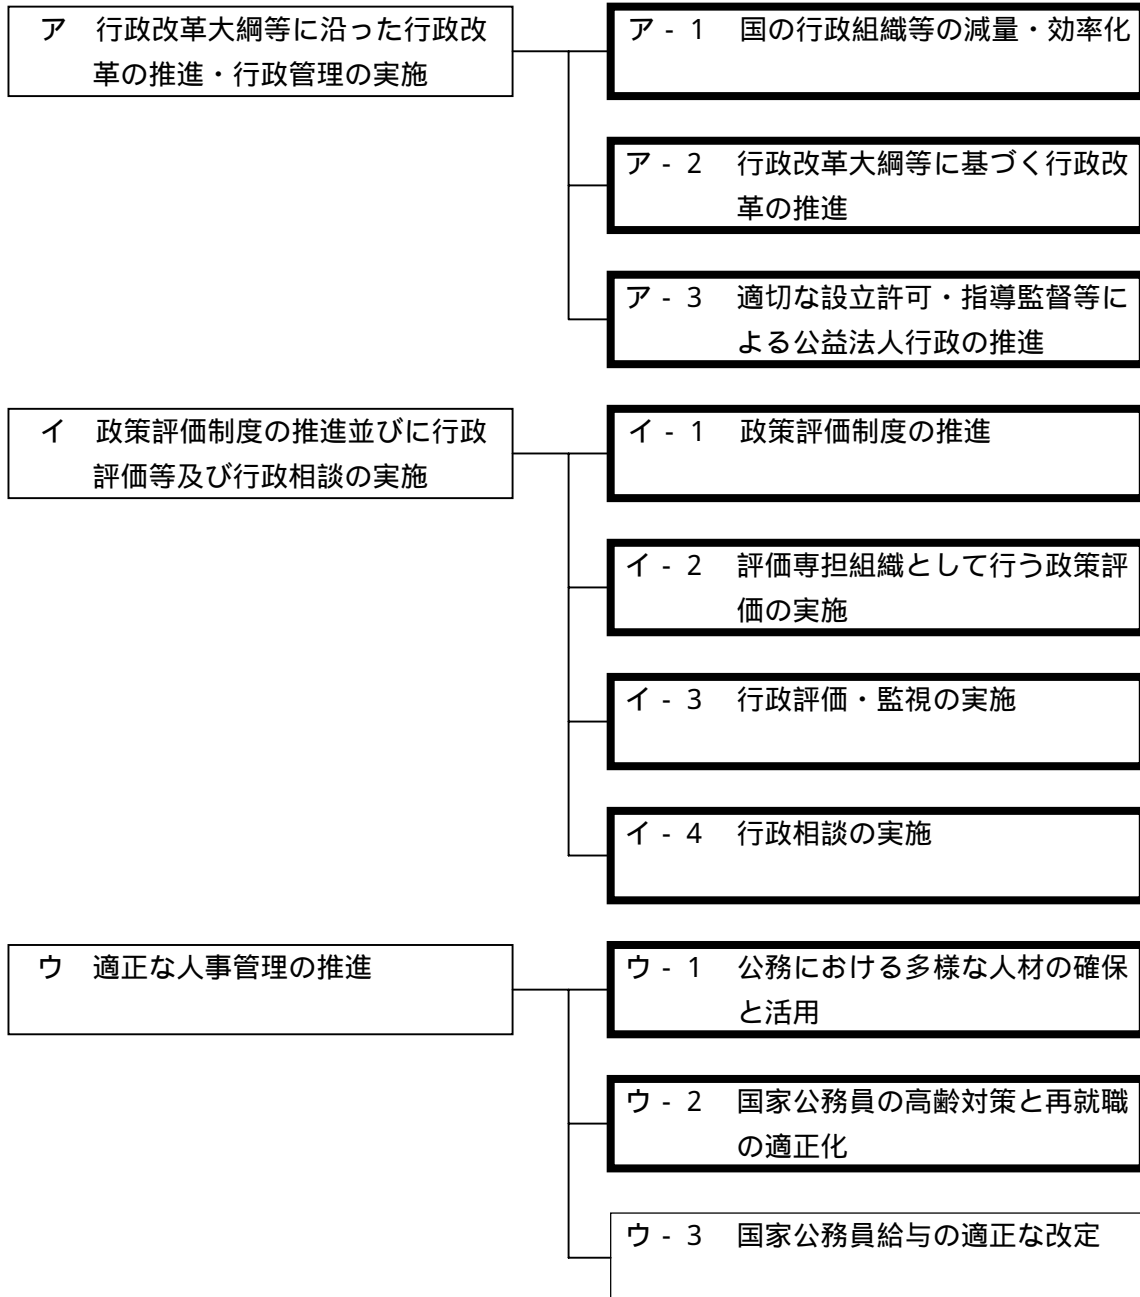 ア 行政改革大綱等に沿った行政改
革の推進・行政管理の実施
ア - 1 国の行政組織等の減量・効率化
ア - 2 行政改革大綱等に基づく行政改
革の推進
ア - 3 適切な設立許可・指導監督等に
よる公益法人行政の推進
イ 政策評価制度の推進並びに行政
評価等及び行政相談の実施
イ - 1 政策評価制度の推進
イ - 2 評価専担組織として行う政策評
価の実施
イ - 3 行政評価・監視の実施
イ - 4 行政相談の実施
ウ 適正な人事管理の推進
ウ - 1 公務における多様な人材の確保
と活用
ウ - 2 国家公務員の高齢対策と再就職
の適正化
ウ - 3 国家公務員給与の適正な改定